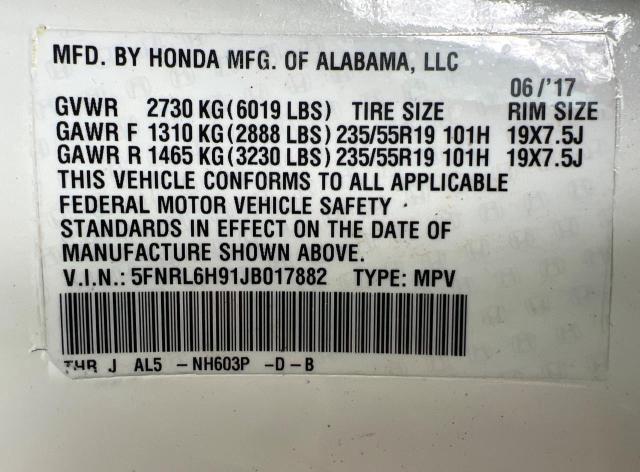 MFD. BY HONDA MFG. OF ALABAMA, LLC
06/'17
GVWR 2730 KG(6019 LBS) TIRE SIZE RIM SIZE
GAWR F 1310 KG(2888 LBS) 235/55R19 101H 19X7.5J
GAWR R 1465 KG(3230 LBS) 235/55R19 101H 19X7.5J
THIS VEHICLE CONFORMS TO ALL APPLICABLE
FEDERAL MOTOR VEHICLE SAFETY
STANDARDS IN EFFECT ON THE DATE OF
MANUFACTURE SHOWN ABOVE.
V.I.N.: 5FNRL6H91JB017882 TYPE: MPV
THR J AL5 -NH603P -D-B